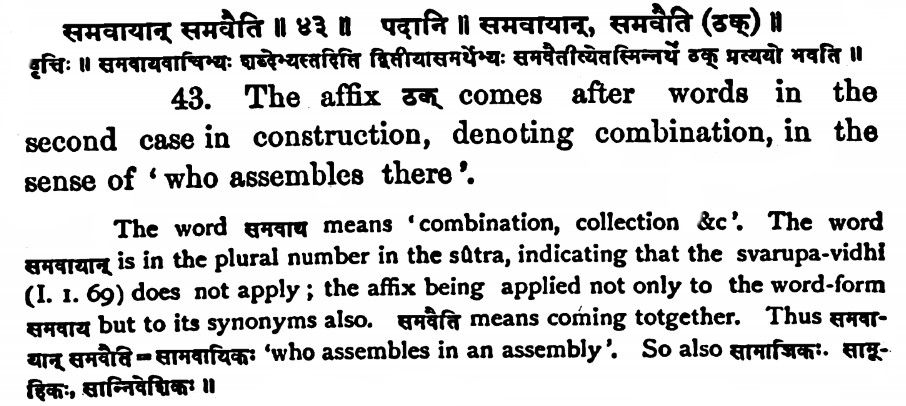 समवायान् समवैति ॥ ४३ ॥ पदानि ॥ समवायान्, समवैति (ठक्) ॥
वृत्तिः ॥ समवायवाचिभ्यः शब्देभ्यस्तदिति द्वितीयासमर्थेभ्यः समवैतीत्येतस्मिन्नर्थे ठक् प्रत्ययो भवति ॥
43. The affix ठक् comes after words in the
second case in construction, denoting combination, in the
sense of ‘who assembles there’.
The word समवाय means ‘combination, collection &c’. The word
समवायान् is in the plural number in the sûtra, indicating that the svarupa-vidhi
(I. 1. 69) does not apply; the affix being applied not only to the word-form
समवाय but to its synonyms also. समवैति means coming totgether. Thus समवा-
यान् समवैति = सामवायिकः ‘who assembles in an assembly’. So also सामाजिकः. सामू-
हिकः, सान्निवेशिकः ॥